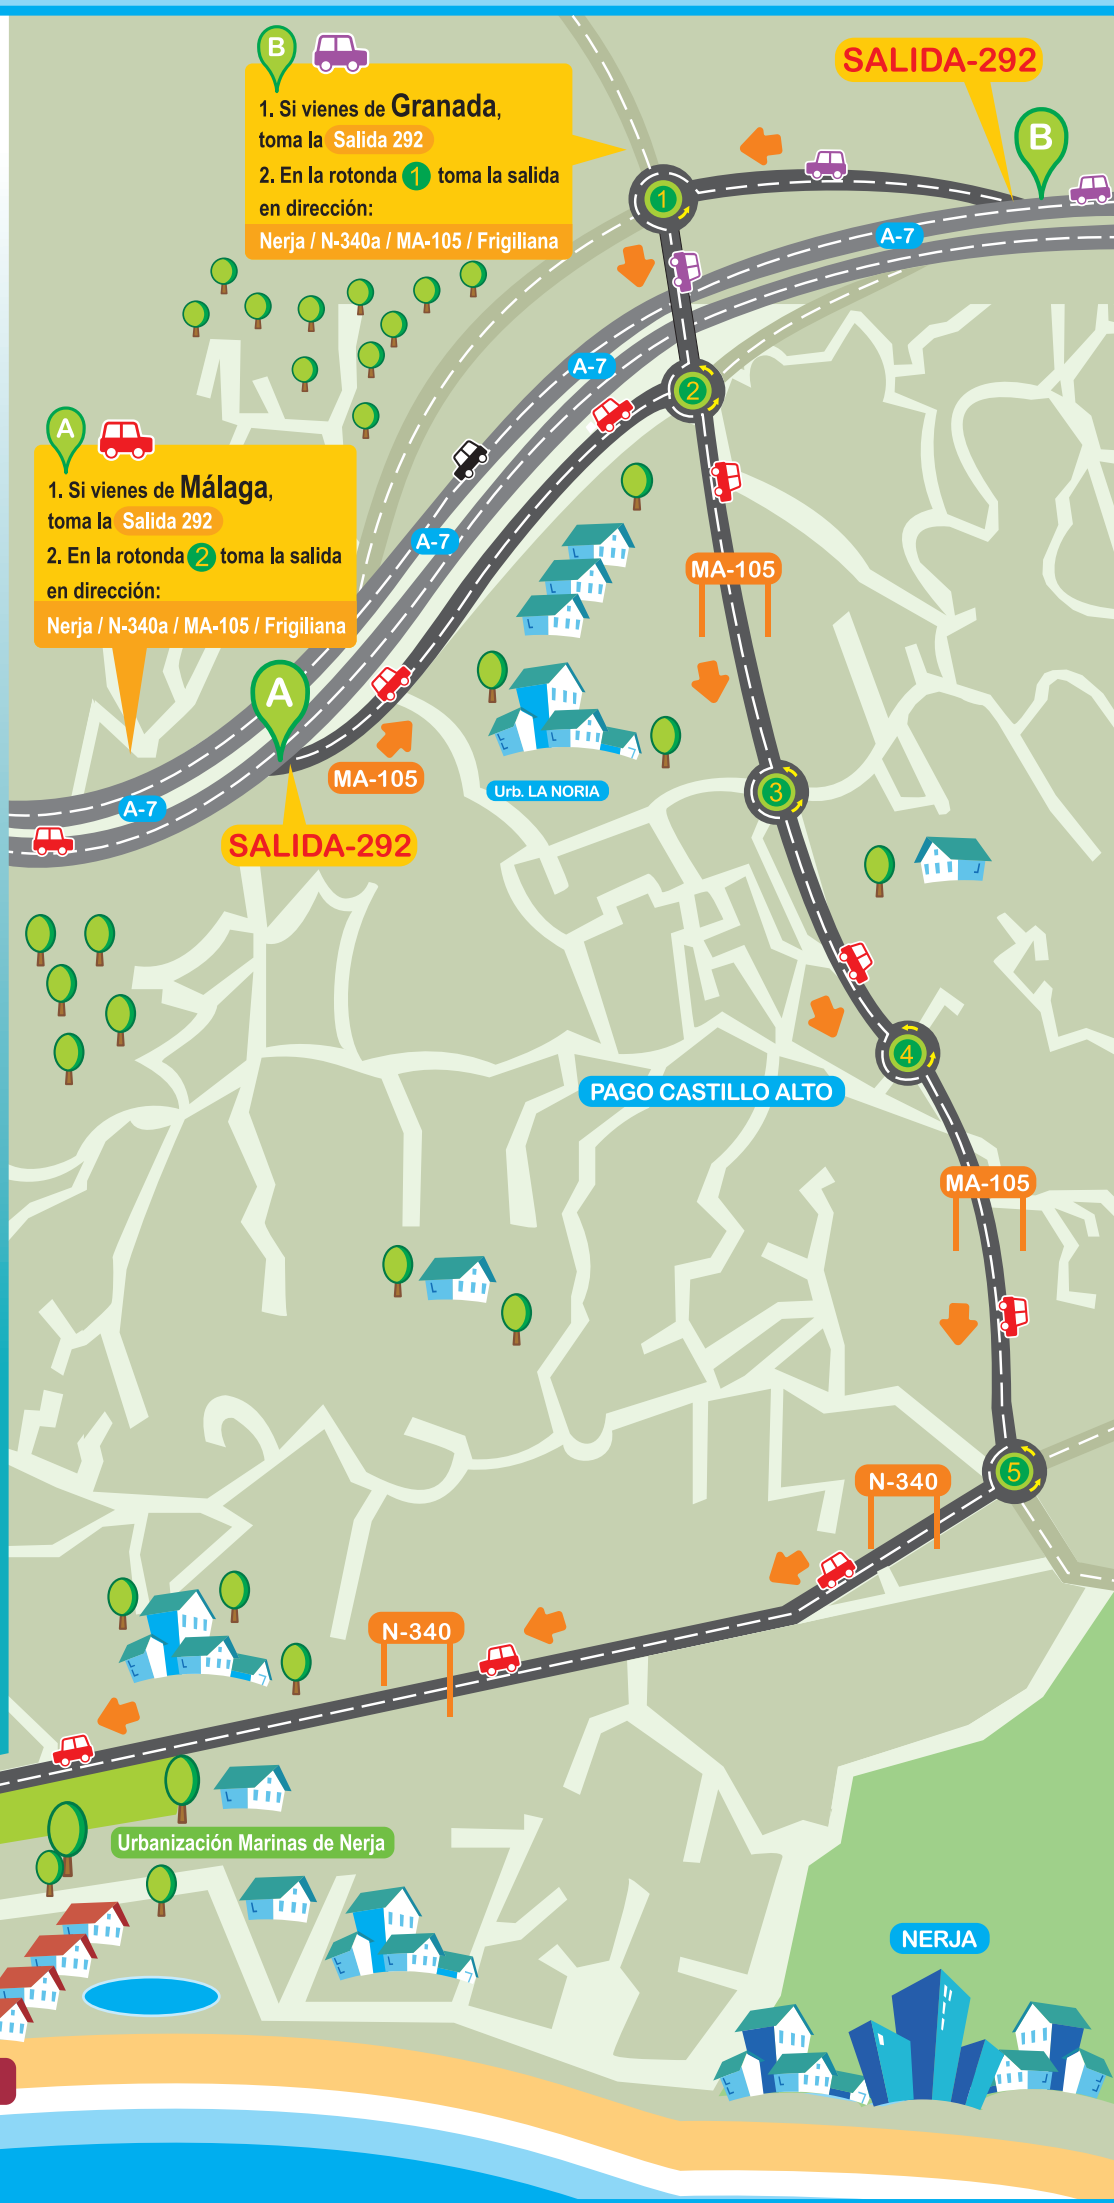 B
1. Si vienes de Granada,
toma la Salida 292
2. En la rotonda 1 toma la salida
en dirección:
Nerja / N-340a / MA-105 / Frigiliana
SALIDA-292
B
1
A-7
A-7
2
A
1. Si vienes de Málaga,
toma la Salida 292
2. En la rotonda 2 toma la salida
en dirección:
Nerja / N-340a / MA-105 / Frigiliana
A-7
MA-105
A
MA-105
Urb. LA NORIA
3
A-7
SALIDA-292
4
PAGO CASTILLO ALTO
MA-105
5
N-340
N-340
Urbanización Marinas de Nerja
NERJA